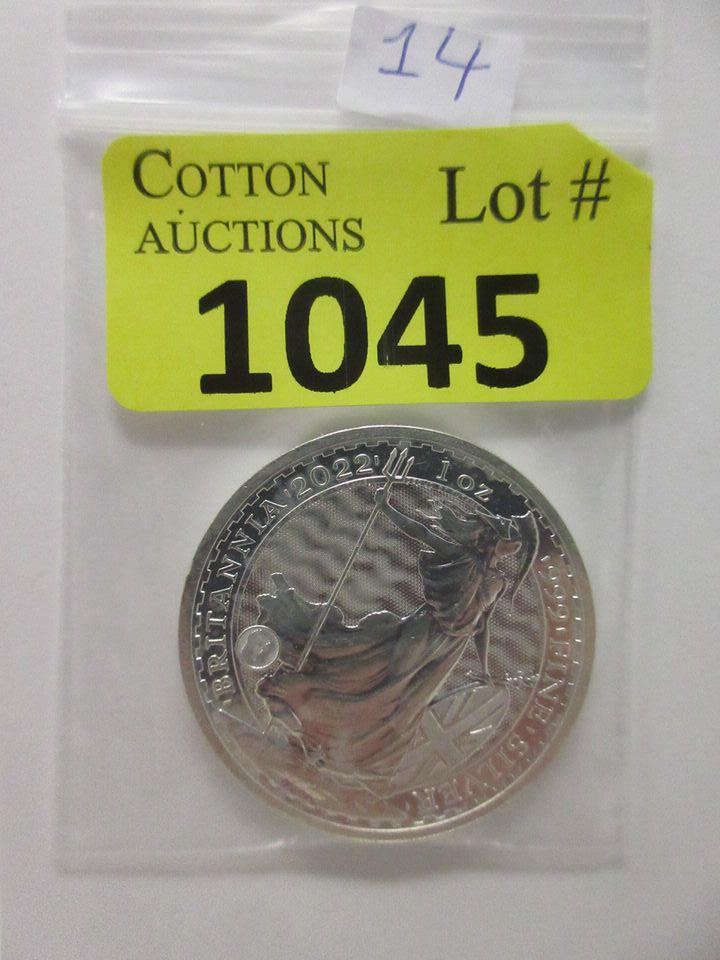 14
COTTON
AUCTIONS
Lot #
1045
BRITANNIA 2022 1 oz 999 FINE SILVER